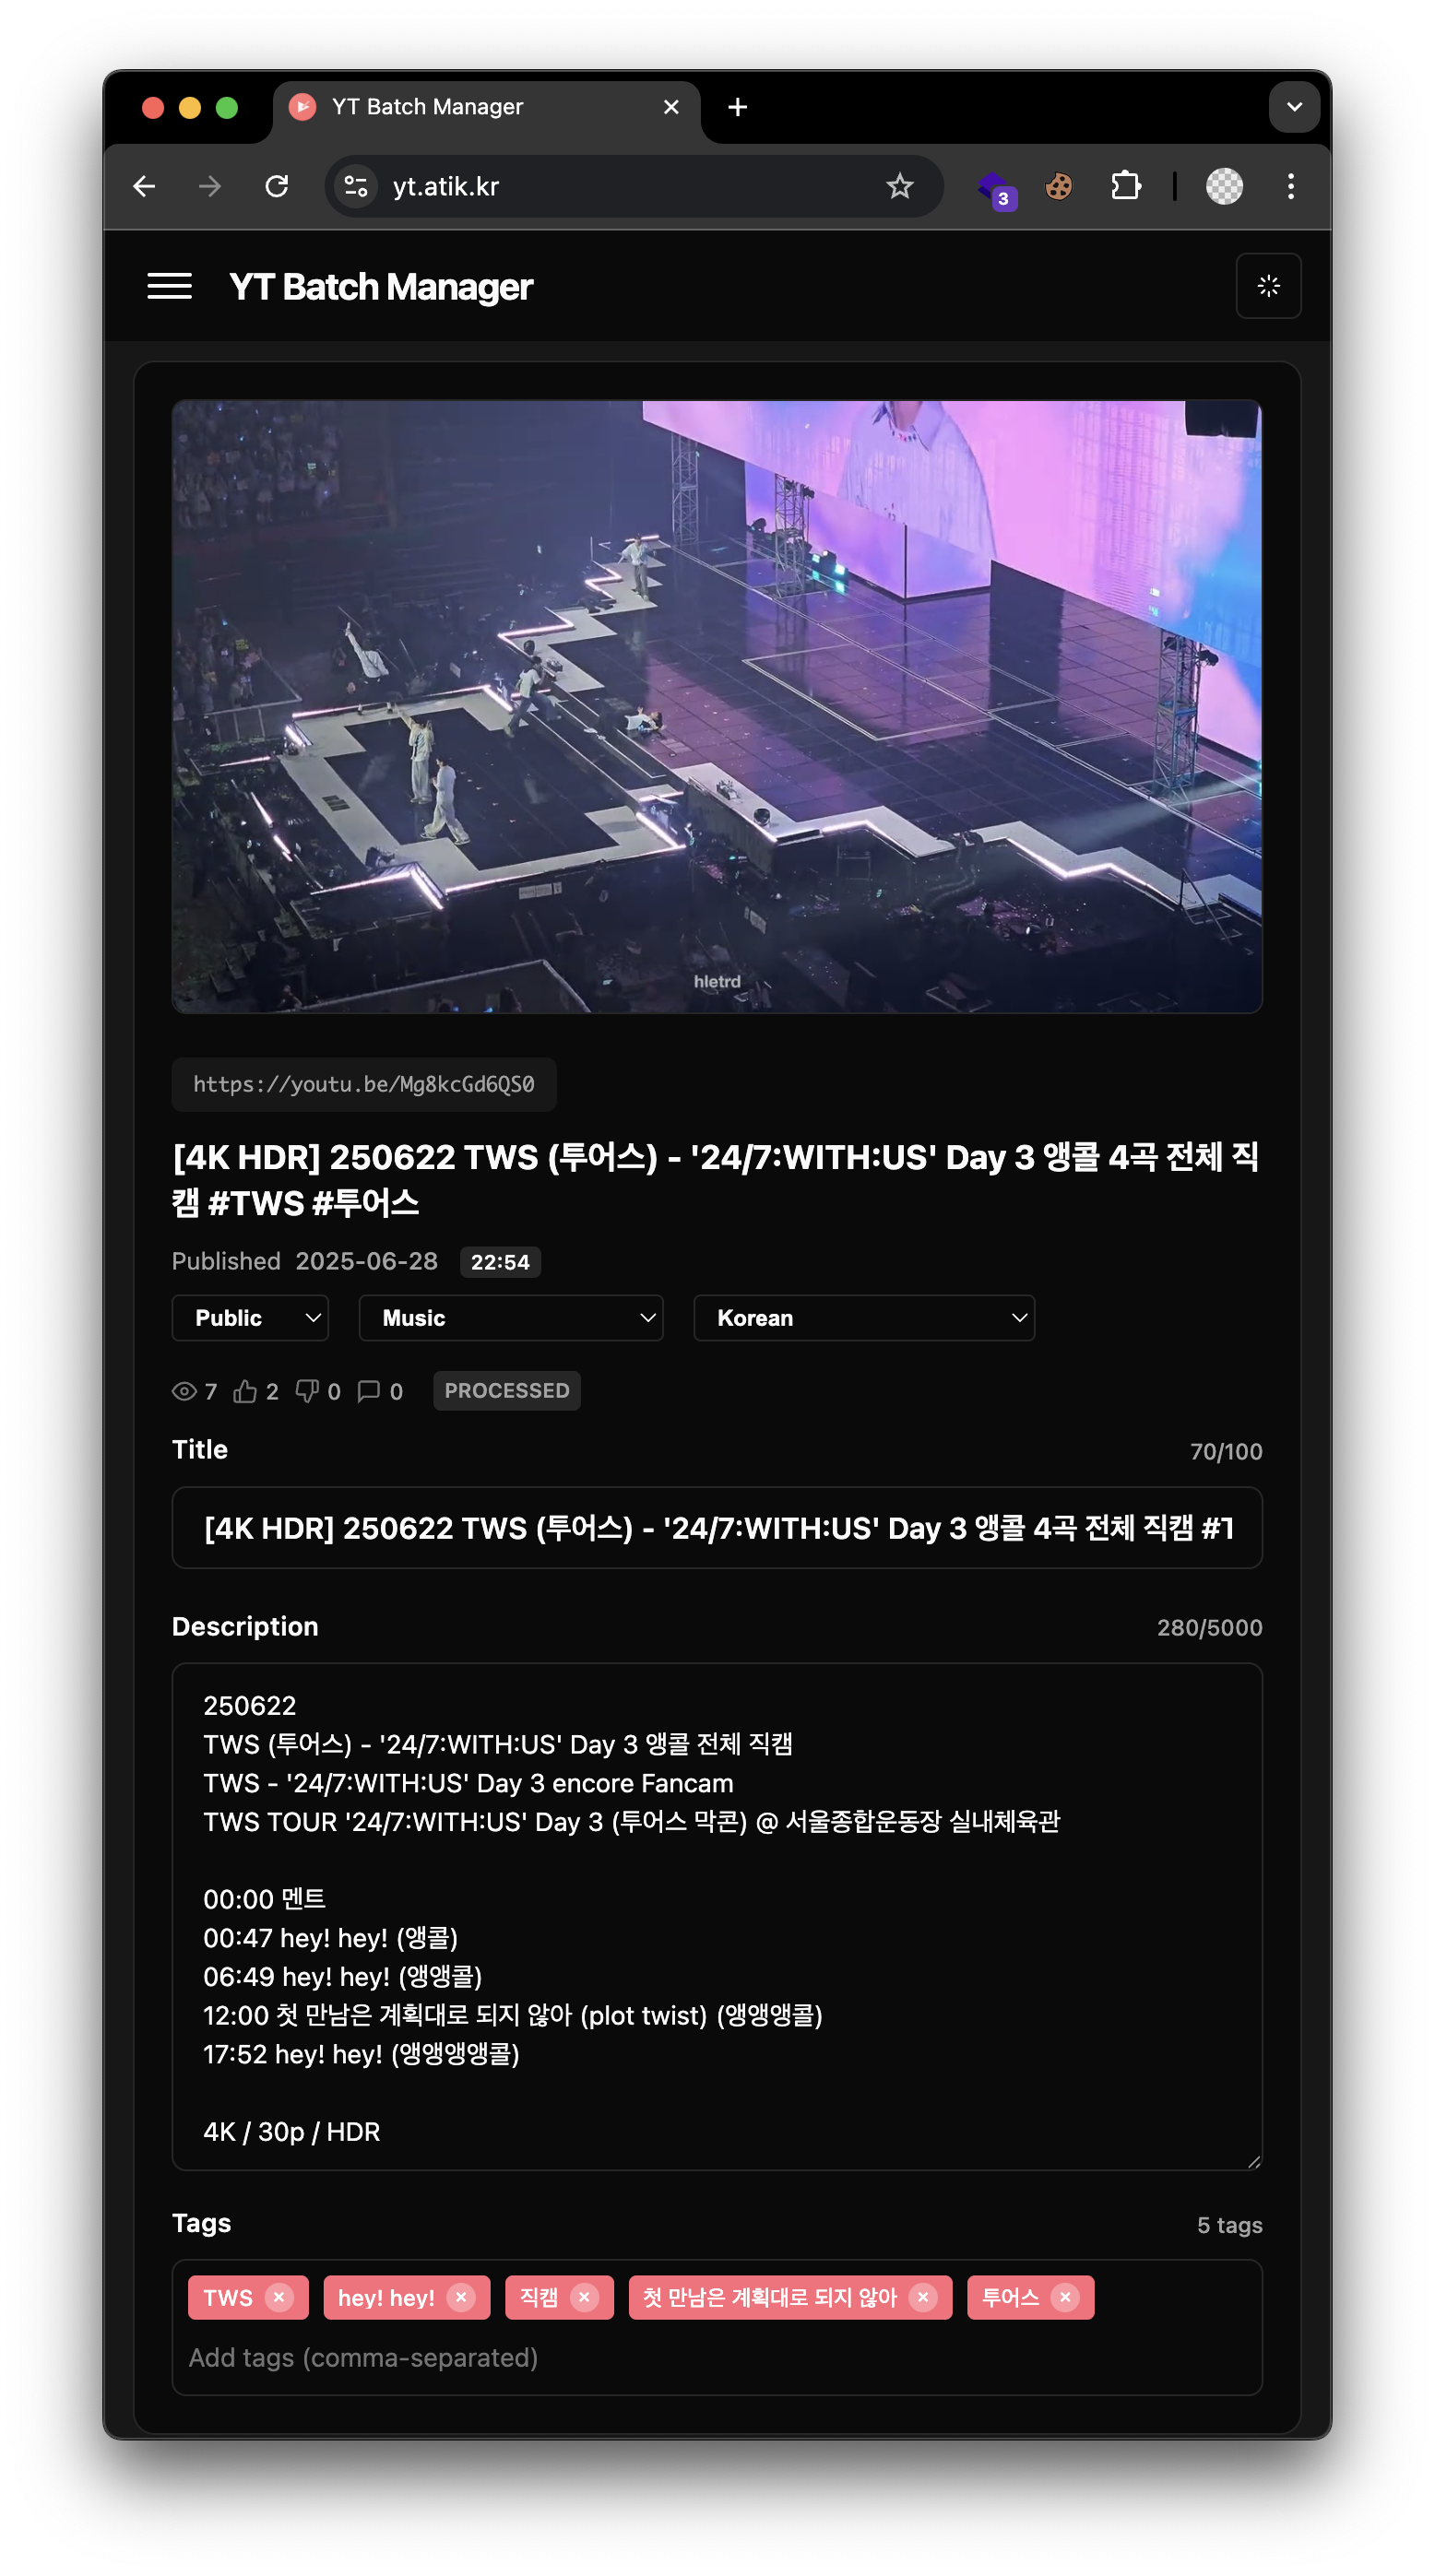 YT Batch Manager
yt.atik.kr
3
YT Batch Manager
hletrd
https://youtu.be/Mg8kcGd6QS0
[4K HDR] 250622 TWS (투어스) - '24/7:WITH:US' Day 3 앵콜 4곡 전체 직
캠 #TWS #투어스
Published 2025-06-28 22:54
Public Music Korean
7 2 0 0 PROCESSED
Title 70/100
[4K HDR] 250622 TWS (투어스) - '24/7:WITH:US' Day 3 앵콜 4곡 전체 직캠 #T
Description 280/5000
250622
TWS (투어스) - '24/7:WITH:US' Day 3 앵콜 전체 직캠
TWS - '24/7:WITH:US' Day 3 encore Fancam
TWS TOUR '24/7:WITH:US' Day 3 (투어스 막콘) @ 서울종합운동장 실내체육관
00:00 멘트
00:47 hey! hey! (앵콜)
06:49 hey! hey! (앵앵콜)
12:00 첫 만남은 계획대로 되지 않아 (plot twist) (앵앵앵콜)
17:52 hey! hey! (앵앵앵앵콜)
4K / 30p / HDR
Tags 5 tags
TWS hey! hey! 직캠 첫 만남은 계획대로 되지 않아 투어스
Add tags (comma-separated)